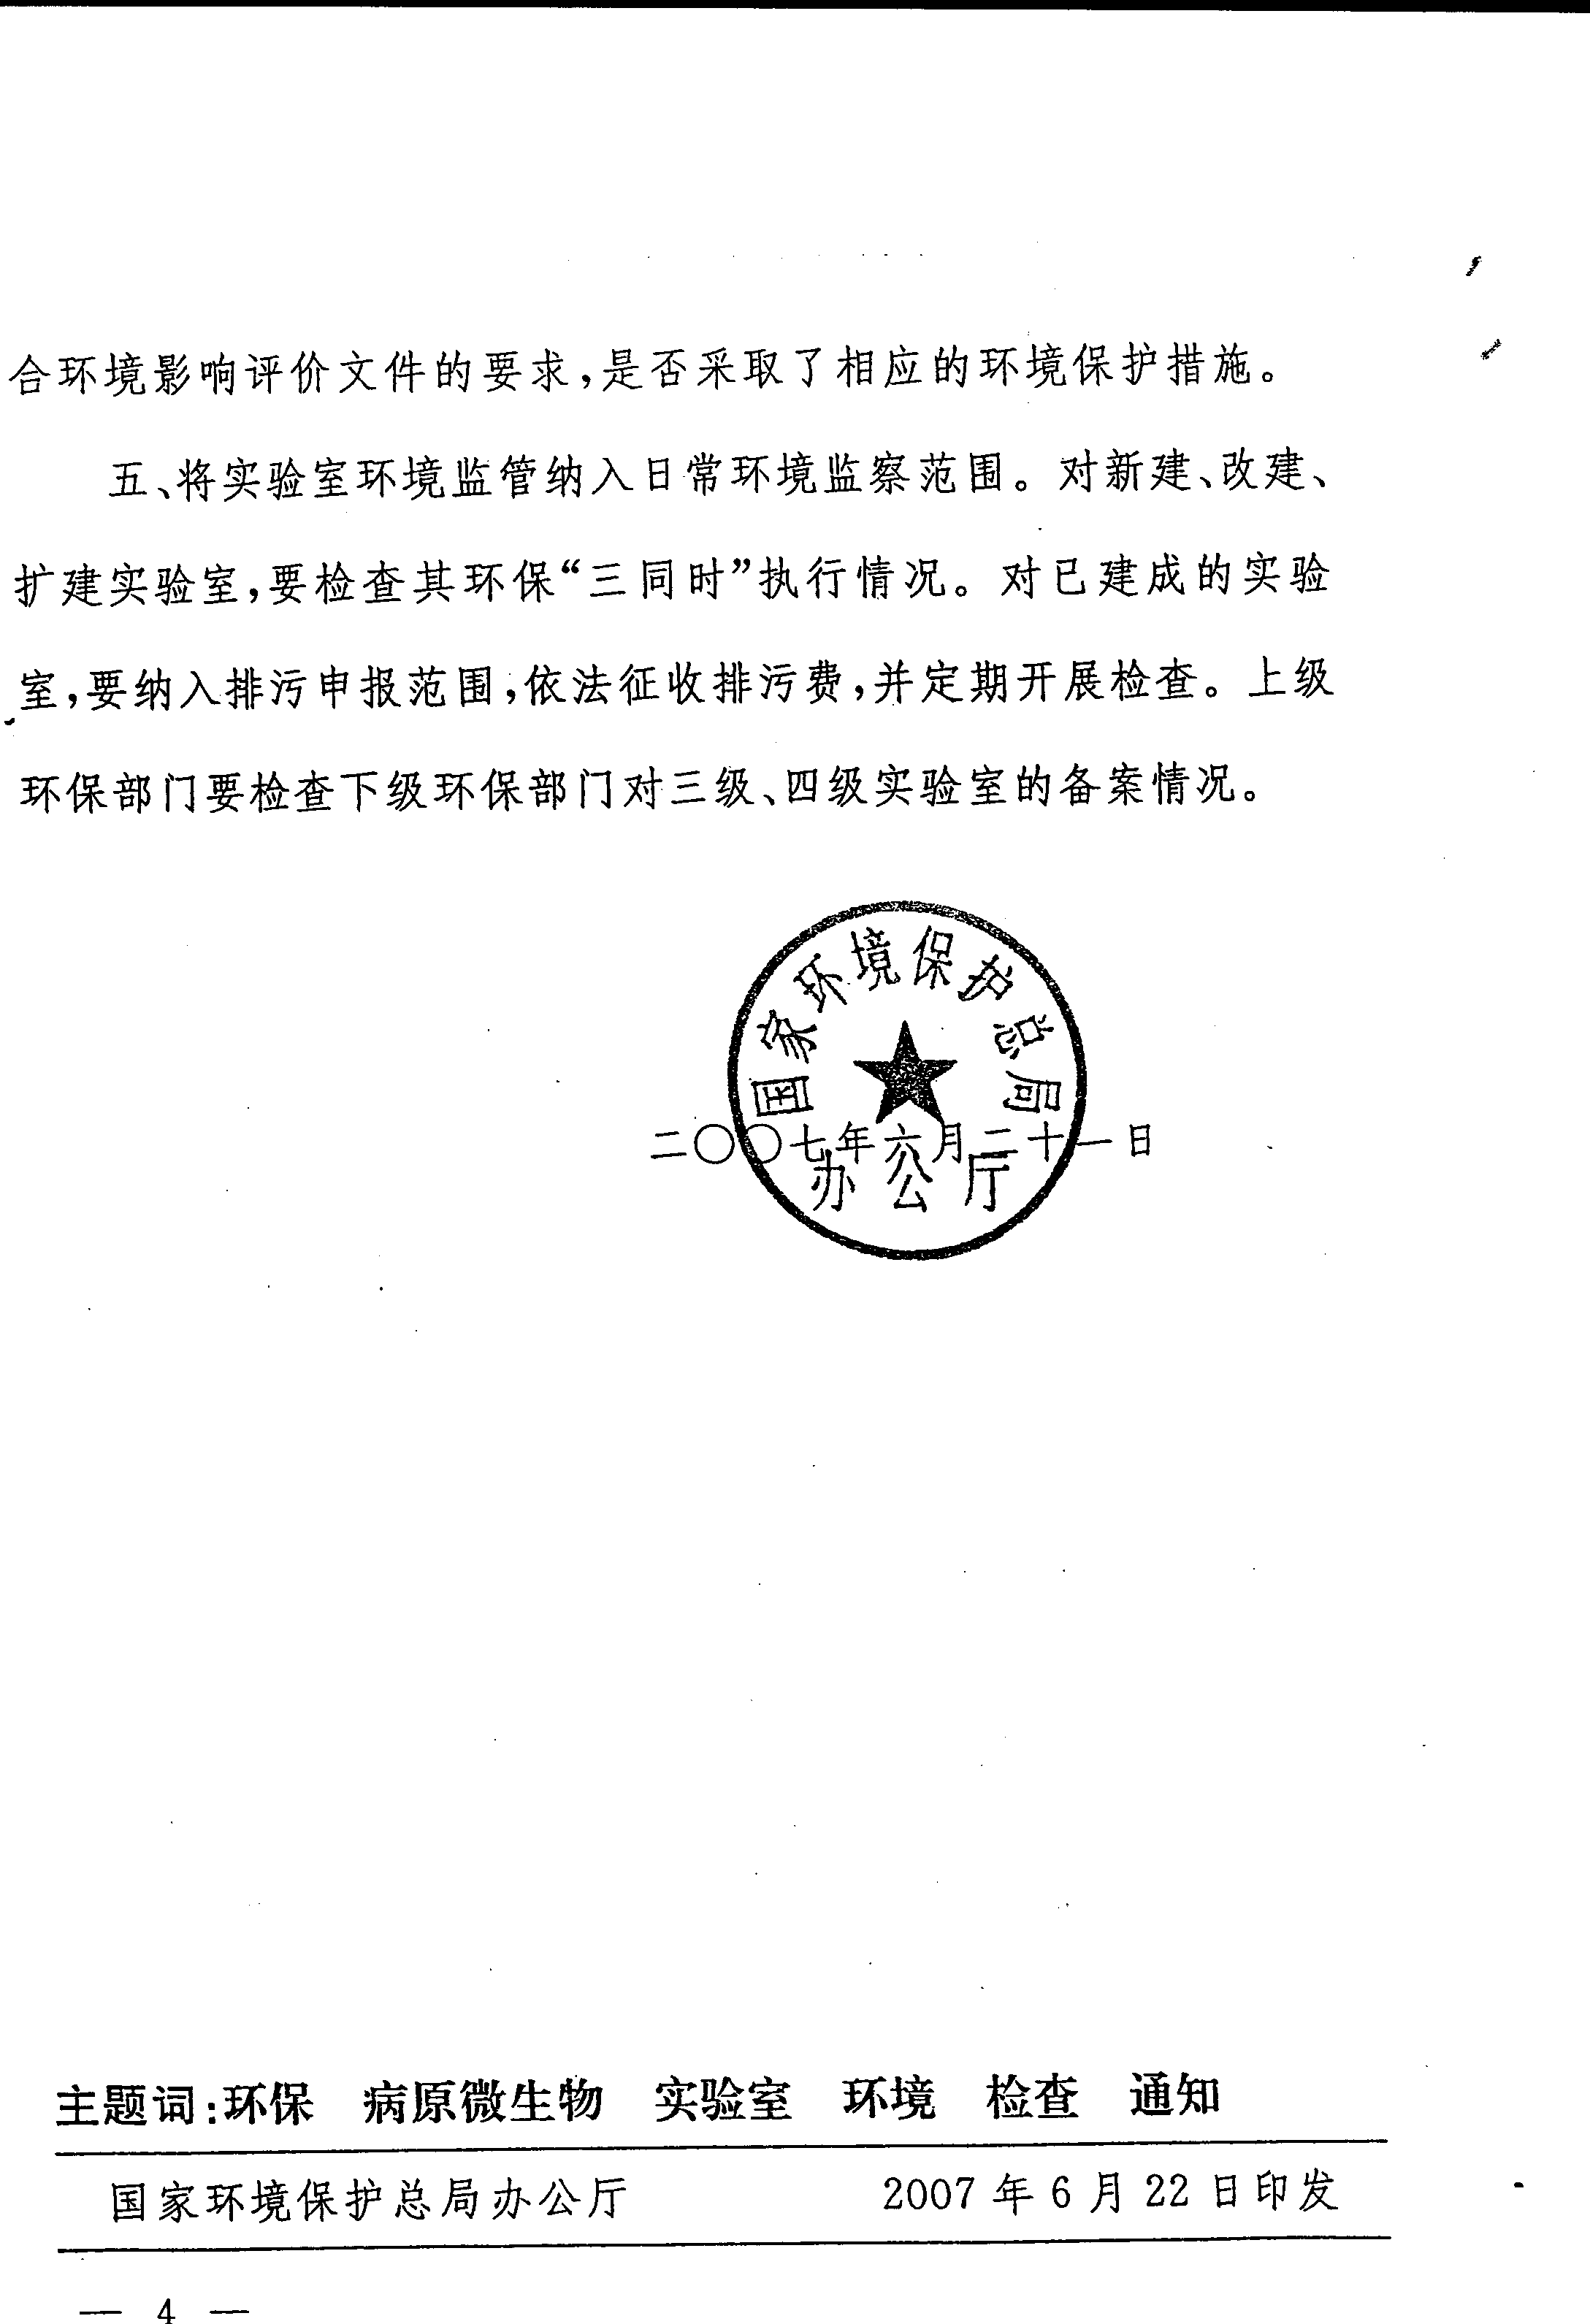 合环境影响评价文件的要求,是否采取了相应的环境保护措施。
五、将实验室环境监管纳入日常环境监察范围。对新建、改建、
扩建实验室,要检查其环保“三同时”执行情况。对已建成的实验
室,要纳入排污申报范围,依法征收排污费,并定期开展检查。上级
环保部门要检查下级环保部门对三级、四级实验室的备案情况。
国家环境保护总局
二〇〇七年六月二十一日
办公厅
主题词:环保 病原微生物 实验室 环境 检查 通知
国家环境保护总局办公厅 2007 年 6 月 22 日印发
— 4 —